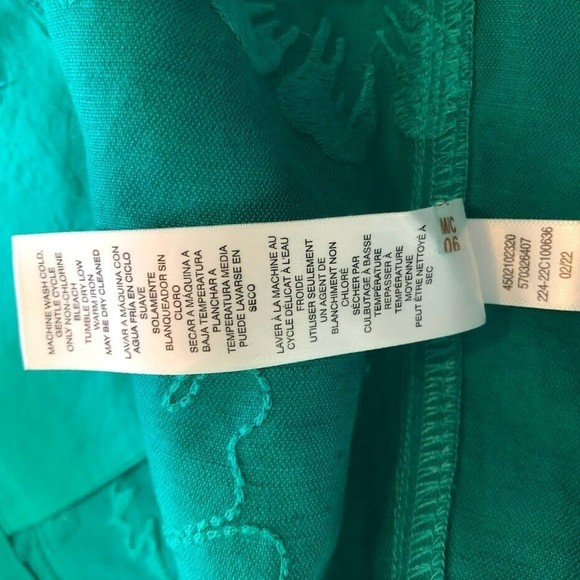 MACHINE WASH COLD,
GENTLE CYCLE
ONLY NON-CHLORINE
BLEACH
TUMBLE DRY LOW
WARM IRON
MAY BE DRY CLEANED
LAVAR A MÁQUINA CON
AGUA FRÍA EN CICLO
SUAVE
SOLAMENTE
BLANQUEADOR SIN
CLORO
SECAR A MÁQUINA A
BAJA TEMPERATURA
PLANCHAR A
TEMPERATURA MEDIA
PUEDE LAVARSE EN
SECO
LAVER À LA MACHINE AU
CYCLE DÉLICAT À L'EAU
FROIDE
UTILISER SEULEMENT
UN AGENT DE
BLANCHIMENT NON
CHLORÉ
SÉCHER PAR
CULBUTAGE À BASSE
TEMPÉRATURE
REPASSER À
TEMPÉRATURE
MOYENNE
PEUT ÊTRE NETTOYÉ À
SEC
M/C
06
4502102320
570326407
224-22C100636
02/22